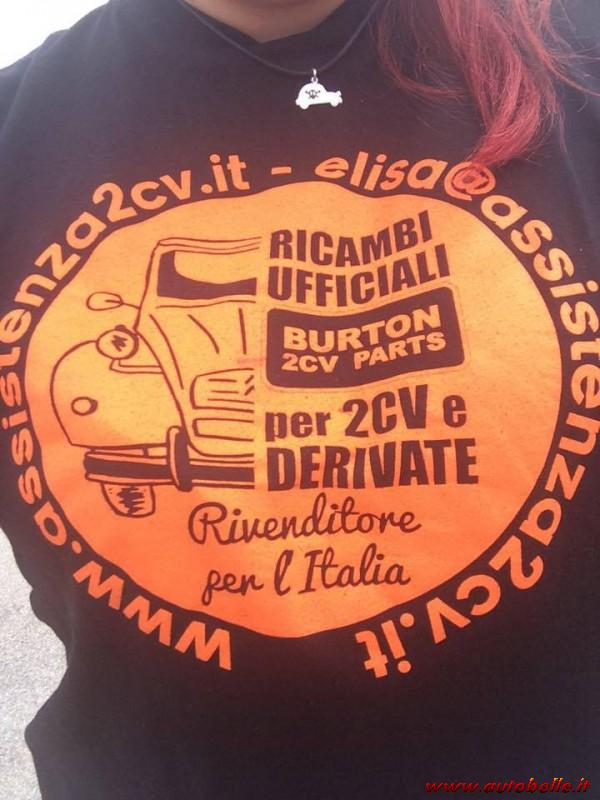 www.assistenza2cv.it - elisa@assistenza2cv.it
RICAMBI
UFFICIALI
BURTON
2CV PARTS
per 2CV e
DERIVATE
Rivenditore
per l'Italia
www.autobelle.it